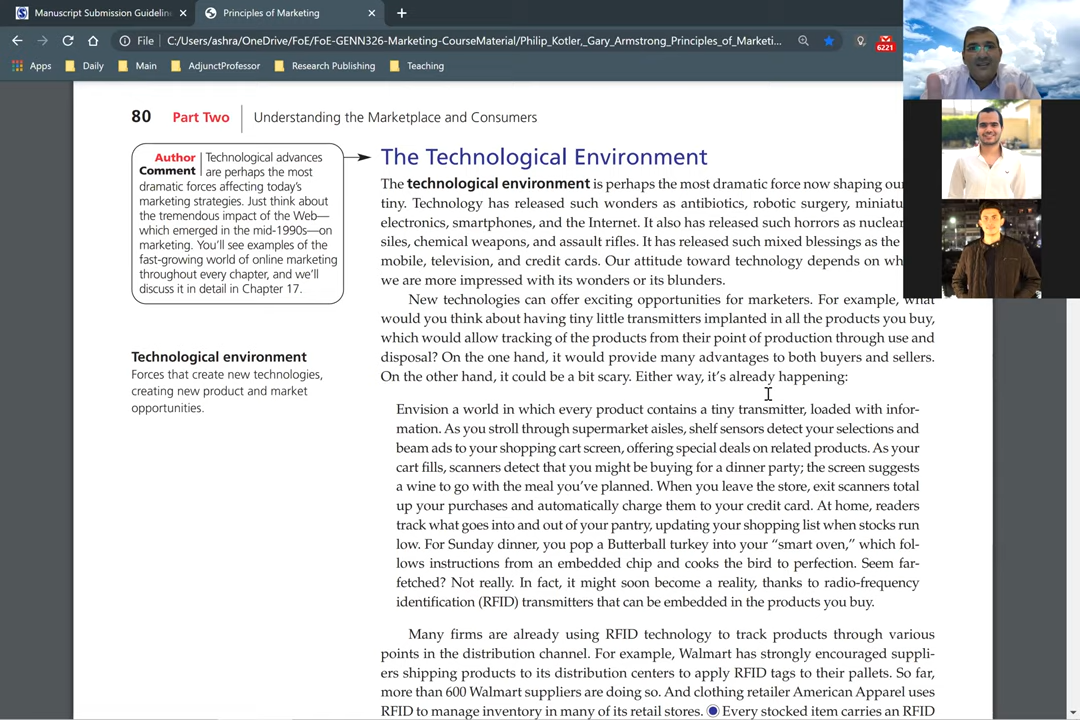 Manuscript Submission Guideline
Principles of Marketing
File
C:/Users/ashra/OneDrive/FoE/FoE-GENN326-Marketing-CourseMaterial/Philip_Kotler,_Gary_Armstrong_Principles_of_Marketi...
6221
Apps
Daily
Main
AdjunctProfessor
Research Publishing
Teaching
80 Part Two Understanding the Marketplace and Consumers
Author Comment
Technological advances
are perhaps the most
dramatic forces affecting today's
marketing strategies. Just think about
the tremendous impact of the Web—
which emerged in the mid-1990s—on
marketing. You'll see examples of the
fast-growing world of online marketing
throughout every chapter, and we'll
discuss it in detail in Chapter 17.
Technological environment
Forces that create new technologies,
creating new product and market
opportunities.
The Technological Environment
The technological environment is perhaps the most dramatic force now shaping our
tiny. Technology has released such wonders as antibiotics, robotic surgery, miniatu
electronics, smartphones, and the Internet. It also has released such horrors as nuclear
siles, chemical weapons, and assault rifles. It has released such mixed blessings as the
mobile, television, and credit cards. Our attitude toward technology depends on wh
we are more impressed with its wonders or its blunders.
New technologies can offer exciting opportunities for marketers. For example, what
would you think about having tiny little transmitters implanted in all the products you buy,
which would allow tracking of the products from their point of production through use and
disposal? On the one hand, it would provide many advantages to both buyers and sellers.
On the other hand, it could be a bit scary. Either way, it's already happening:
Envision a world in which every product contains a tiny transmitter, loaded with infor-
mation. As you stroll through supermarket aisles, shelf sensors detect your selections and
beam ads to your shopping cart screen, offering special deals on related products. As your
cart fills, scanners detect that you might be buying for a dinner party; the screen suggests
a wine to go with the meal you've planned. When you leave the store, exit scanners total
up your purchases and automatically charge them to your credit card. At home, readers
track what goes into and out of your pantry, updating your shopping list when stocks run
low. For Sunday dinner, you pop a Butterball turkey into your "smart oven," which fol-
lows instructions from an embedded chip and cooks the bird to perfection. Seem far-
fetched? Not really. In fact, it might soon become a reality, thanks to radio-frequency
identification (RFID) transmitters that can be embedded in the products you buy.
Many firms are already using RFID technology to track products through various
points in the distribution channel. For example, Walmart has strongly encouraged suppli-
ers shipping products to its distribution centers to apply RFID tags to their pallets. So far,
more than 600 Walmart suppliers are doing so. And clothing retailer American Apparel uses
RFID to manage inventory in many of its retail stores. Every stocked item carries an RFID